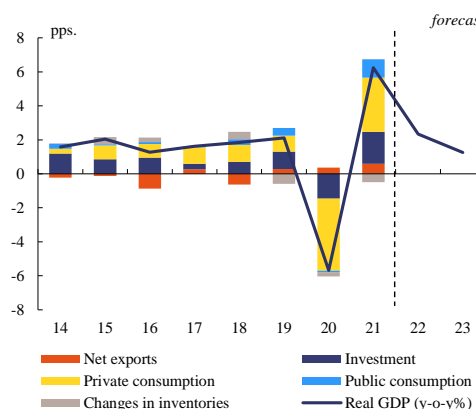 forecas
pps.
8
6
4
2
0
-2
-4
-6
-8
14 15 16 17 18 19 20 21 22 23
Net exports Investment
Private consumption Public consumption
Changes in inventories Real GDP (y-o-y%)